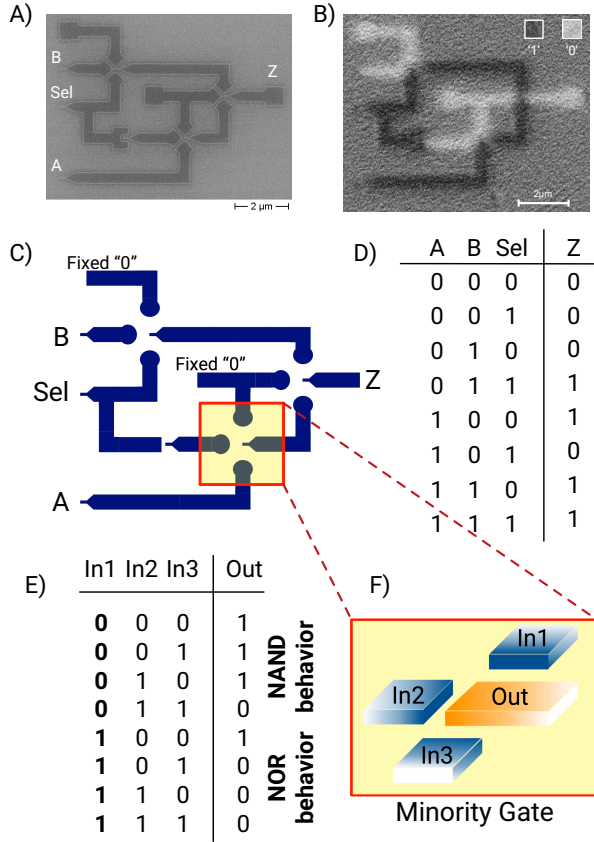 A)
B
Sel
A
Z
2 µm
B)
'1'
'0'
2µm
C)
Fixed “0”
B
Fixed “0”
Sel
Z
A
D)
A B Sel Z
0 0 0 0
0 0 1 0
0 1 0 0
0 1 1 1
1 0 0 1
1 0 1 0
1 1 0 1
1 1 1 1
E)
In1 In2 In3 Out
0 0 0 1
0 0 1 1
0 1 0 1
0 1 1 0
1 0 0 1
1 0 1 0
1 1 0 0
1 1 1 0
NAND
behavior
NOR
behavior
F)
In1
In2
Out
In3
Minority Gate